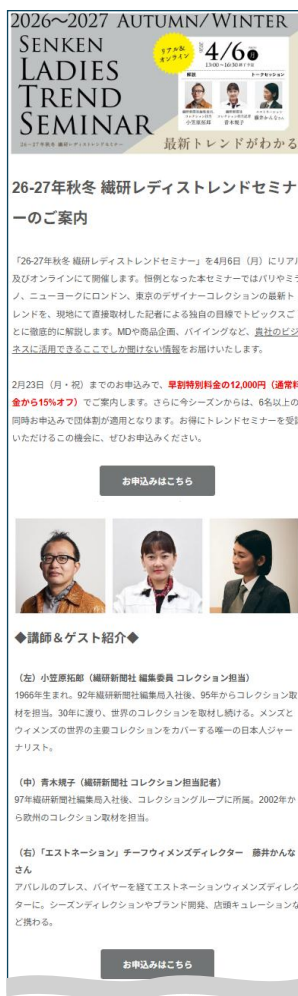 2026～2027 AUTUMN/WINTER
SENKEN
LADIES
TREND
SEMINAR
26-27年秋冬 繊研レディストレンドセミナー
リアル&
オンライン
4/6
13:00～16:30
解説
トークセッション
小笠原拓郎
青木規子
藤井かんなさん
最新トレンドがわかる
26-27年秋冬 繊研レディストレンドセミナ
ーのご案内
「26-27年秋冬 繊研レディストレンドセミナー」を4月6日（月）にリアル
及びオンラインにて開催します。恒例となった本セミナーではパリやミラ
ノ、ニューヨークにロンドン、東京のデザイナーコレクションの最新ト
レンドを、現地にて直接取材した記者による独自の目線でトピックスご
とに徹底的に解説します。MDや商品企画、バイイングなど、貴社のビジ
ネスに活用できるここでしか聞けない情報をお届けいたします。
2月23日（月・祝）までのお申込みで、早割特別料金の12,000円（通常料
金から15%オフ）でご案内します。さらに今シーズンからは、6名以上の
同時お申込みで団体割が適用となります。お得にトレンドセミナーを受講
いただけるこの機会に、ぜひお申込みください。
お申込みはこちら
◆講師＆ゲスト紹介◆
（左）小笠原拓郎（繊研新聞社 編集委員 コレクション担当）
1966年生まれ。92年繊研新聞社編集局入社後、95年からコレクション取
材を担当。30年に渡り、世界のコレクションを取材し続ける。メンズと
ウィメンズの世界の主要コレクションをカバーする唯一の日本人ジャー
ナリスト。
（中）青木規子（繊研新聞社 コレクション担当記者）
97年繊研新聞社編集局入社後、コレクショングループに所属。2002年か
ら欧州のコレクション取材を担当。
（右）「エストネーション」チーフウィメンズディレクター　藤井かんな
さん
アパレルのプレス、バイヤーを経てエストネーションウィメンズディレク
ターに。シーズンディレクションやブランド開発、店頭キュレーションな
ど携わる。
お申込みはこちら